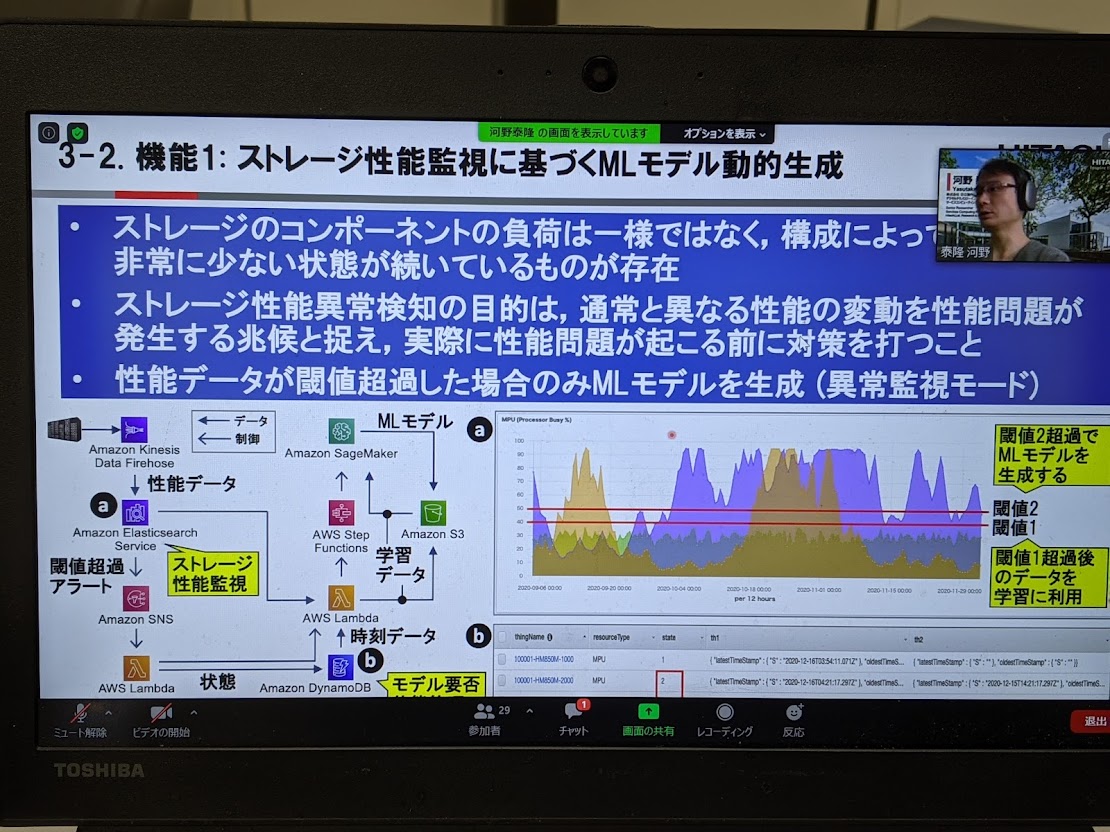 河野泰隆 の画面を表示しています
オプションを表示
3-2. 機能1: ストレージ性能監視に基づくMLモデル動的生成
HITACHI
河野
泰隆 河野
• ストレージのコンポーネントの負荷は一様ではなく, 構成によって
非常に少ない状態が続いているものが存在
• ストレージ性能異常検知の目的は, 通常と異なる性能の変動を性能問題が
発生する兆候と捉え, 実際に性能問題が起こる前に対策を打つこと
• 性能データが閾値超過した場合のみMLモデルを生成 (異常監視モード)
Amazon Kinesis
Data Firehose
データ
制御
性能データ
a
Amazon Elasticsearch
Service
ストレージ
性能監視
閾値超過
アラート
Amazon SNS
AWS Lambda
状態
Amazon SageMaker
MLモデル
AWS Step
Functions
Amazon S3
学習
データ
AWS Lambda
時刻データ
b
Amazon DynamoDB
モデル要否
a
MPU (Processor Busy %)
100
90
80
70
60
50
40
30
20
10
0
2020-09-06 00:00
2020-09-20 00:00
2020-10-04 00:00
2020-10-18 00:00
2020-11-01 00:00
2020-11-15 00:00
2020-11-29 00:00
per 12 hours
閾値2超過で
MLモデルを
生成する
閾値2
閾値1
閾値1超過後
のデータを
学習に利用
b
thingName
resourceType
state
th1
th2
100001-HM850M-1000
MPU
1
{ "latestTimeStamp" : { "S" : "2020-12-16T03:54:11.071Z" }, "oldestTimeS...
{ "latestTimeStamp" : { "S" : "" }, "oldestTimeStamp" : { "S" : "" }}
100001-HM850M-2000
MPU
2
{ "latestTimeStamp" : { "S" : "2020-12-16T04:21:17.297Z" }, "oldestTimeS...
{ "latestTimeStamp" : { "S" : "2020-12-15T14:21:17.297Z" }, "oldestTimeS...
ミュート解除
ビデオの開始
29
参加者
1
チャット
画面の共有
レコーディング
反応
退出
TOSHIBA